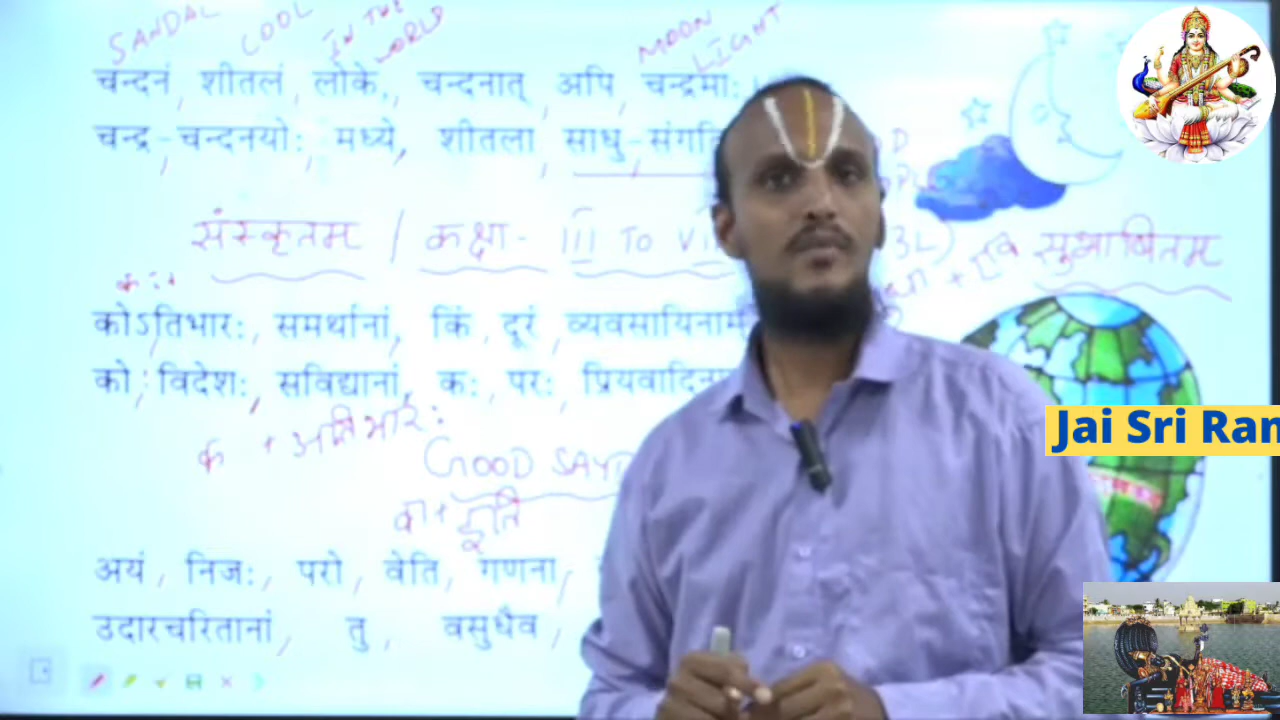 SANDAL COOL IN THE WORLD MOON LIGHT
चन्दनं, शीतलं लोके, चन्दनात् अपि, चन्द्रमाः
चन्द्र-चन्दनयोः मध्ये, शीतला साधु-संगति
संस्कृतम / कक्षा- III TO VII 3L) सुभाषितम
कोऽतिभारः, समर्थानां, किं दूरं व्यवसायिनाम
को विदेशः, सविद्यानां, कः परः प्रियवादिना
क + अतिभारः
Jai Sri Ram
GOOD SAY
अयं, निजः, परो, वेति, गणना,
उदारचरितानां, तु, वसुधैव,